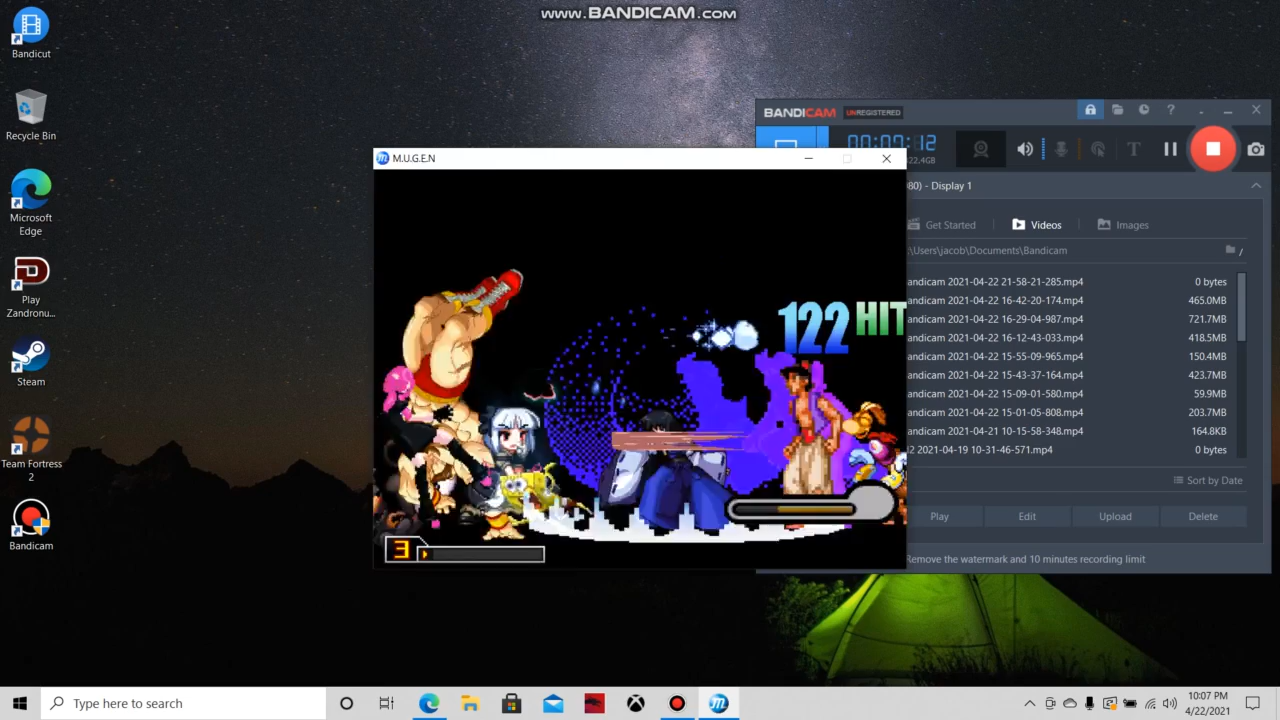 www.BANDICAM.com
Bandicut
Recycle Bin
Microsoft
Edge
Play
Zandronu...
Steam
Team Fortress
2
Bandicam
BANDICAM UNREGISTERED
00:09:12
M.U.G.E.N
80) - Display 1
Get Started
Videos
Images
\Users\jacob\Documents\Bandicam
/
andicam 2021-04-22 21-58-21-285.mp4 0 bytes
andicam 2021-04-22 16-42-20-174.mp4 465.0MB
andicam 2021-04-22 16-29-04-987.mp4 721.7MB
andicam 2021-04-22 16-12-43-033.mp4 418.5MB
andicam 2021-04-22 15-55-09-965.mp4 150.4MB
andicam 2021-04-22 15-43-37-164.mp4 423.7MB
andicam 2021-04-22 15-09-01-580.mp4 59.9MB
andicam 2021-04-22 15-01-05-808.mp4 203.7MB
andicam 2021-04-21 10-15-58-348.mp4 168.8KB
2021-04-19 10-31-46-571.mp4 0 bytes
Sort by Date
Play
Edit
Upload
Delete
Remove the watermark and 10 minutes recording limit
122 HIT
3
Type here to search
10:07 PM
4/22/2021